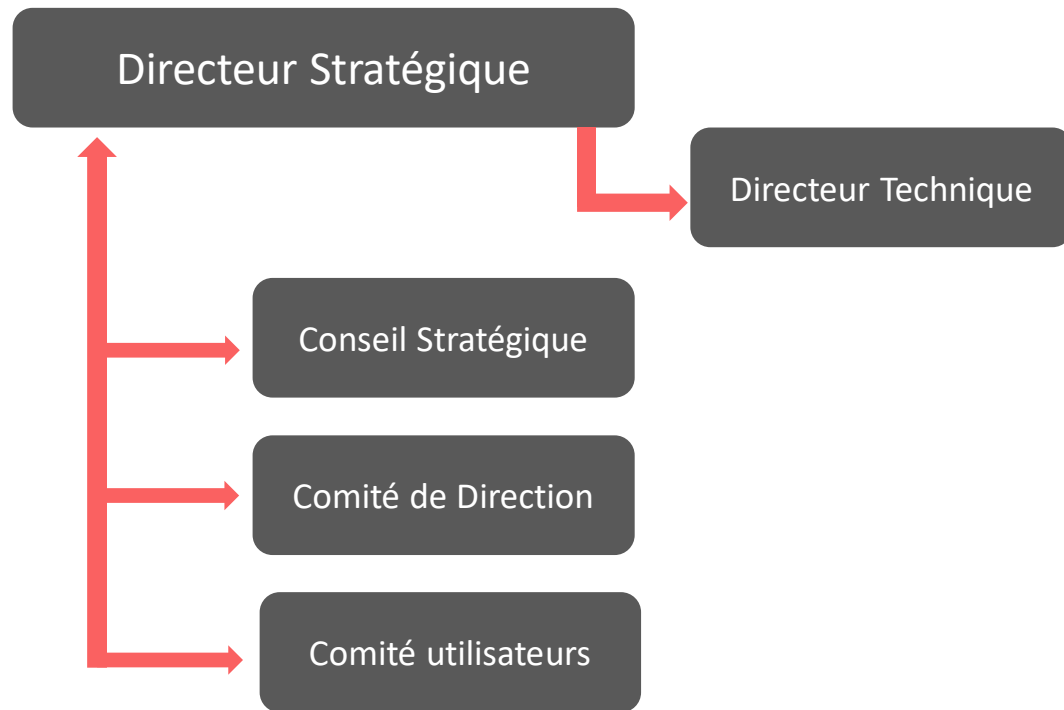 Directeur Stratégique
Directeur Technique
Conseil Stratégique
Comité de Direction
Comité utilisateurs